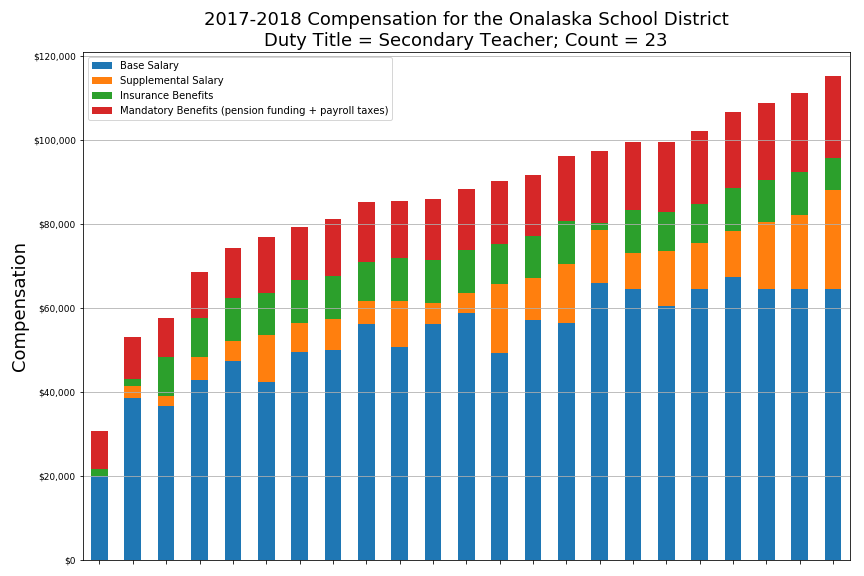 2017-2018 Compensation for the Onalaska School District
Duty Title = Secondary Teacher; Count = 23
Base Salary
Supplemental Salary
Insurance Benefits
Mandatory Benefits (pension funding + payroll taxes)
$120,000
$100,000
$80,000
$60,000
$40,000
$20,000
$0
Compensation